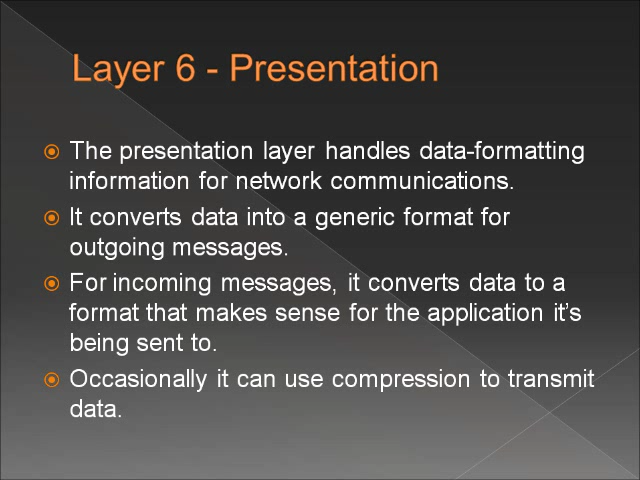 Layer 6 - Presentation
The presentation layer handles data-formatting
information for network communications.
It converts data into a generic format for
outgoing messages.
For incoming messages, it converts data to a
format that makes sense for the application it’s
being sent to.
Occasionally it can use compression to transmit
data.